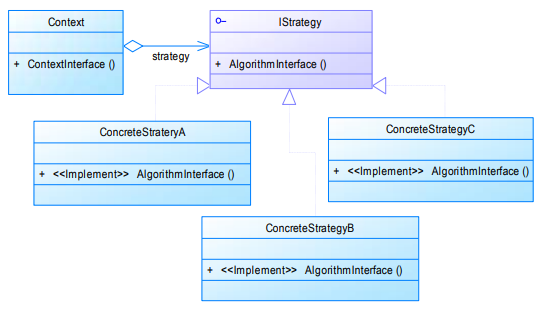 Context
+ ContextInterface ()
strategy
IStrategy
+ AlgorithmInterface ()
ConcreteStrateryA
+ <<Implement>> AlgorithmInterface ()
ConcreteStrategyC
+ <<Implement>> AlgorithmInterface ()
ConcreteStrategyB
+ <<Implement>> AlgorithmInterface ()